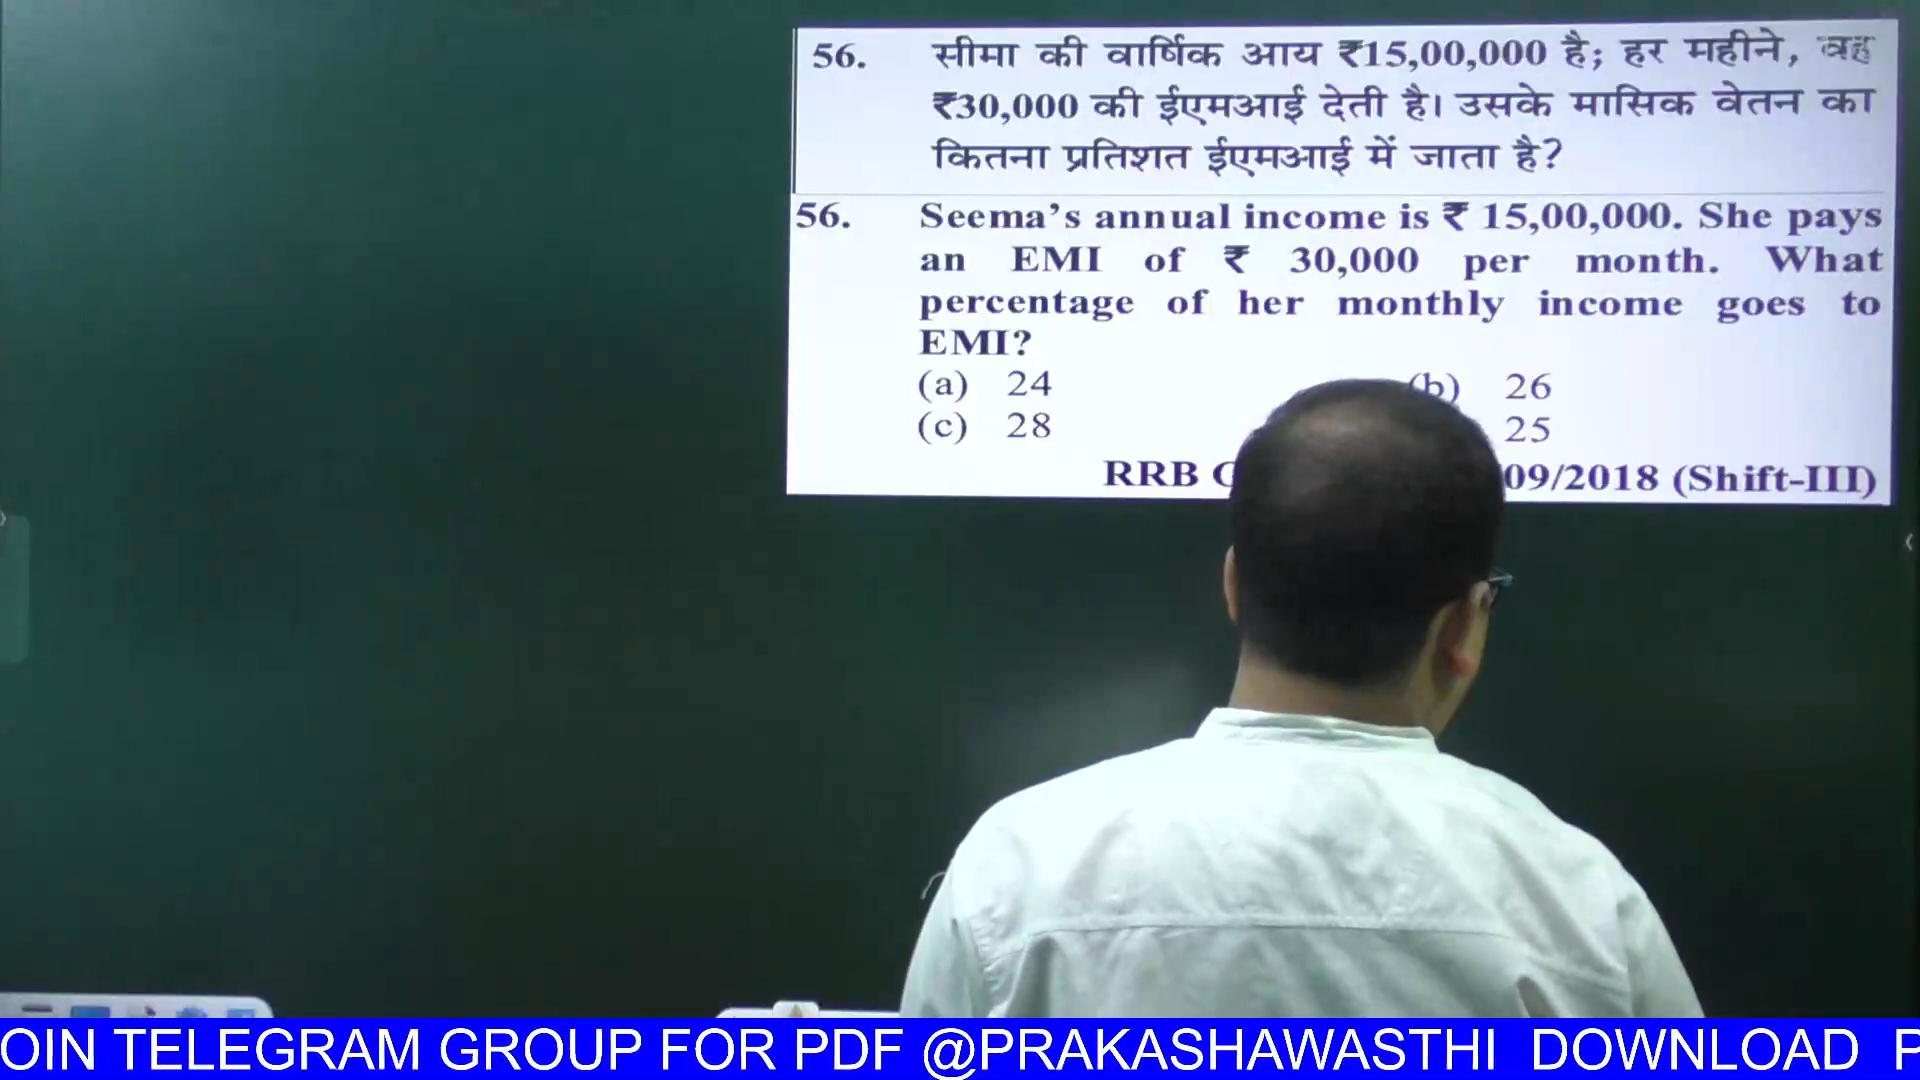 56. सीमा की वार्षिक आय ₹15,00,000 है; हर महीने, वह
₹30,000 की ईएमआई देती है। उसके मासिक वेतन का
कितना प्रतिशत ईएमआई में जाता है?
56. Seema's annual income is ₹ 15,00,000. She pays
an EMI of ₹ 30,000 per month. What
percentage of her monthly income goes to
EMI?
(a) 24 (b) 26
(c) 28 25
RRB 09/2018 (Shift-III)
OIN TELEGRAM GROUP FOR PDF @PRAKASHAWASTHI DOWNLOAD